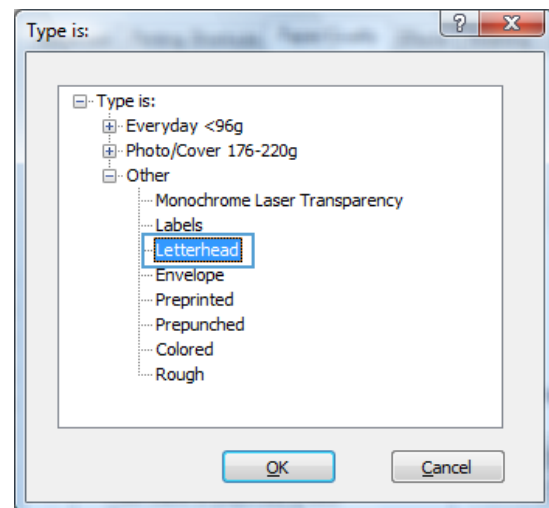 Type is:
?
X
Type is:
Everyday <96g
Photo/Cover 176-220g
Other
Monochrome Laser Transparency
Labels
Letterhead
Envelope
Preprinted
Prepunched
Colored
Rough
OK
Cancel